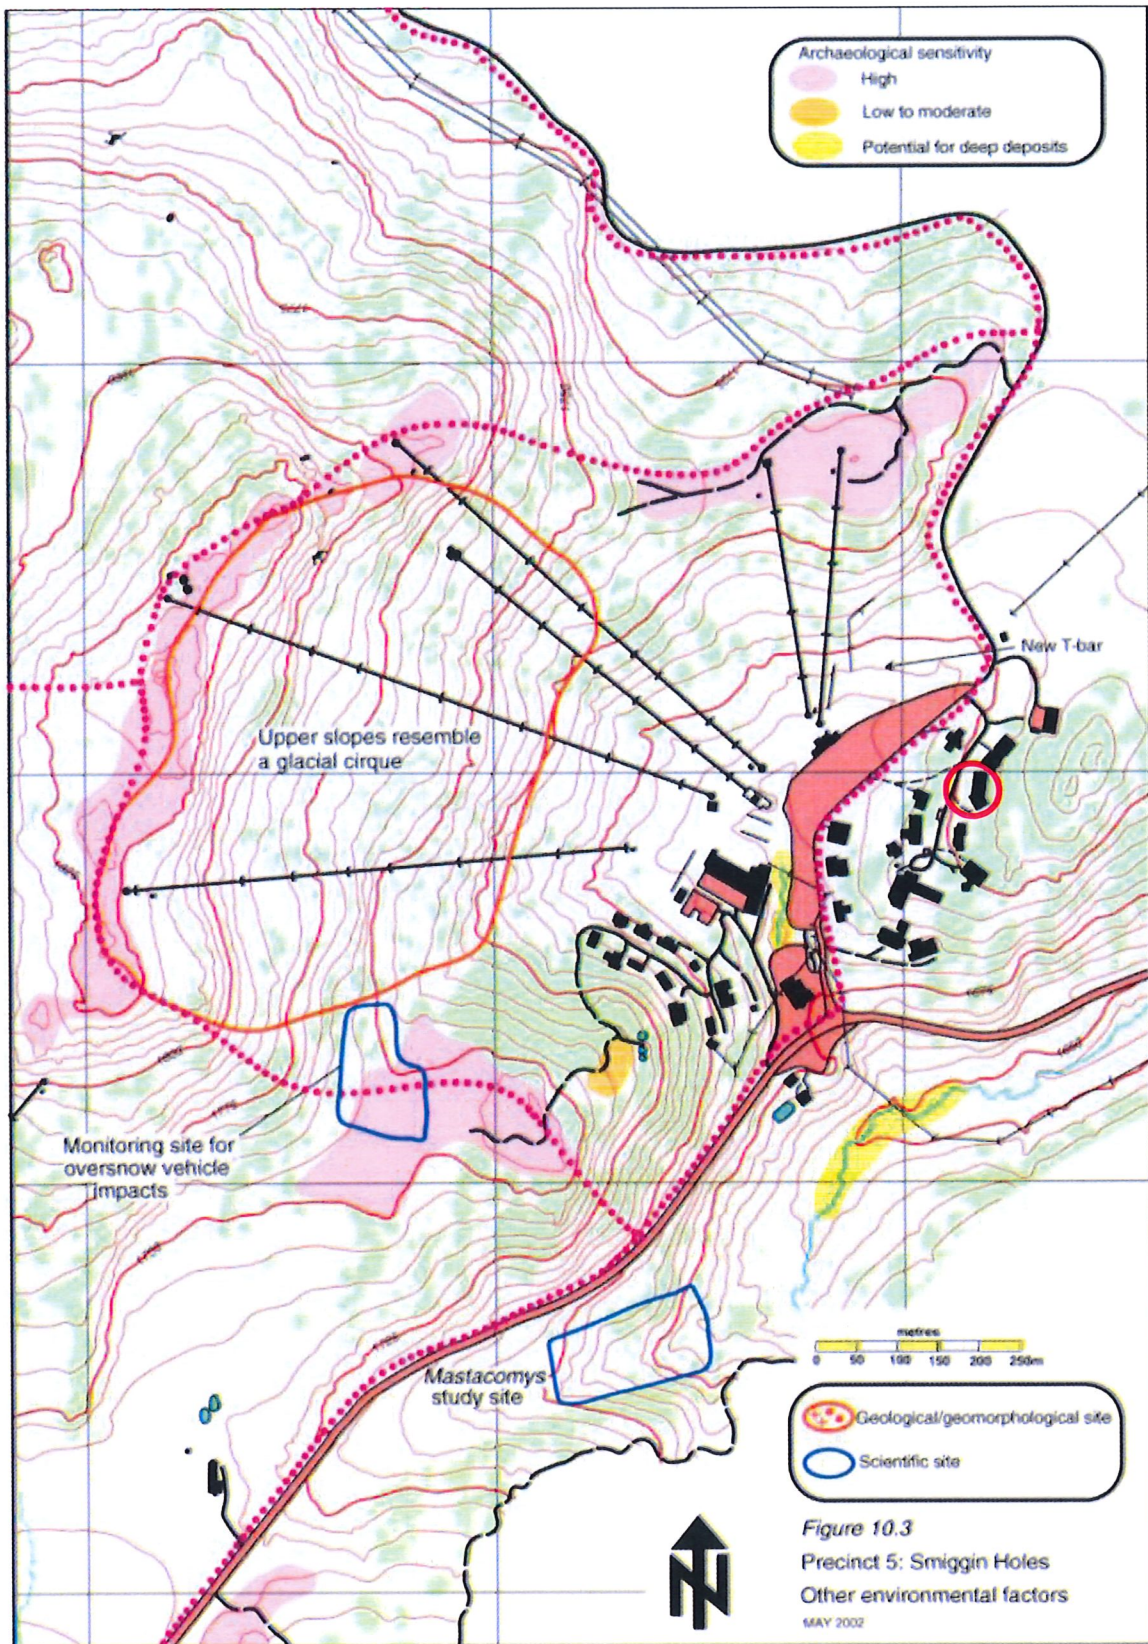 Archaeological sensitivity
High
Low to moderate
Potential for deep deposits
New T-bar
Upper slopes resemble
a glacial cirque
Monitoring site for
oversnow vehicle
impacts
Mastacomys
study site
metres
0 50 100 150 200 250m
Geological/geomorphological site
Scientific site
N
Figure 10.3
Precinct 5: Smiggin Holes
Other environmental factors
MAY 2002